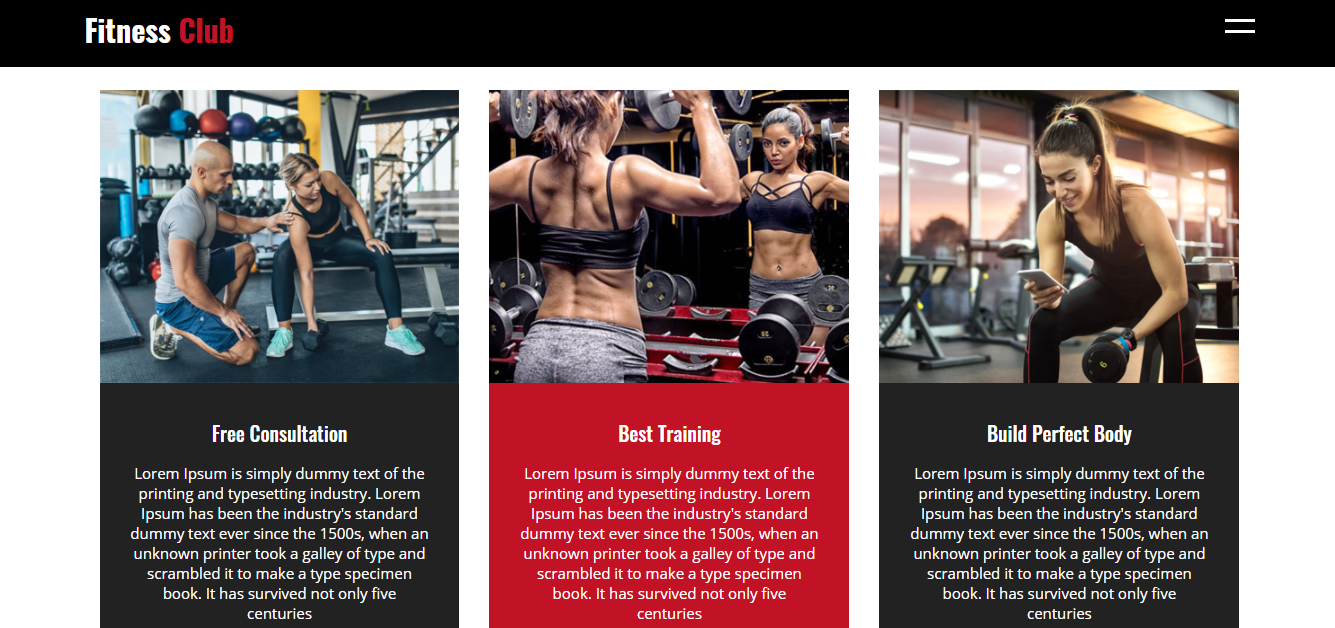 Fitness Club
Free Consultation
Lorem Ipsum is simply dummy text of the
printing and typesetting industry. Lorem
Ipsum has been the industry's standard
dummy text ever since the 1500s, when an
unknown printer took a galley of type and
scrambled it to make a type specimen
book. It has survived not only five
centuries
Best Training
Lorem Ipsum is simply dummy text of the
printing and typesetting industry. Lorem
Ipsum has been the industry's standard
dummy text ever since the 1500s, when an
unknown printer took a galley of type and
scrambled it to make a type specimen
book. It has survived not only five
centuries
Build Perfect Body
Lorem Ipsum is simply dummy text of the
printing and typesetting industry. Lorem
Ipsum has been the industry's standard
dummy text ever since the 1500s, when an
unknown printer took a galley of type and
scrambled it to make a type specimen
book. It has survived not only five
centuries